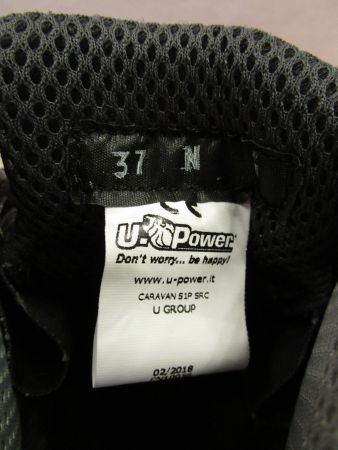 37 N
CE
U-Power
Don't worry... be happy!
www.u-power.it
CARAVAN S1P SRC
U GROUP
02/2018